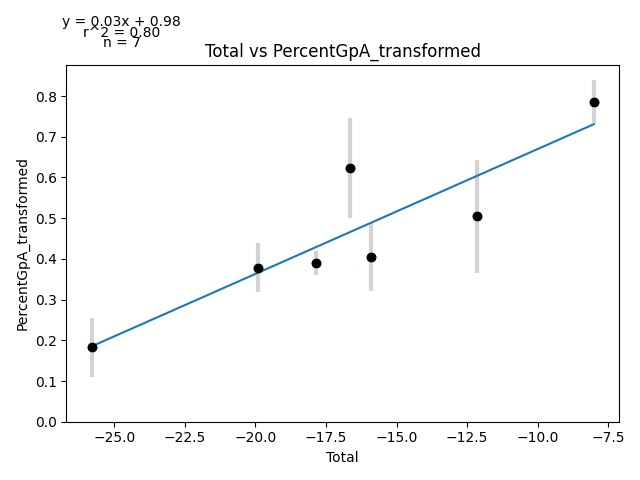 y = 0.03x + 0.98
r^2 = 0.80
n = 7
Total vs PercentGpA_transformed
PercentGpA_transformed
0.8
0.7
0.6
0.5
0.4
0.3
0.2
0.1
0.0
−25.0 −22.5 −20.0 −17.5 −15.0 −12.5 −10.0 −7.5
Total